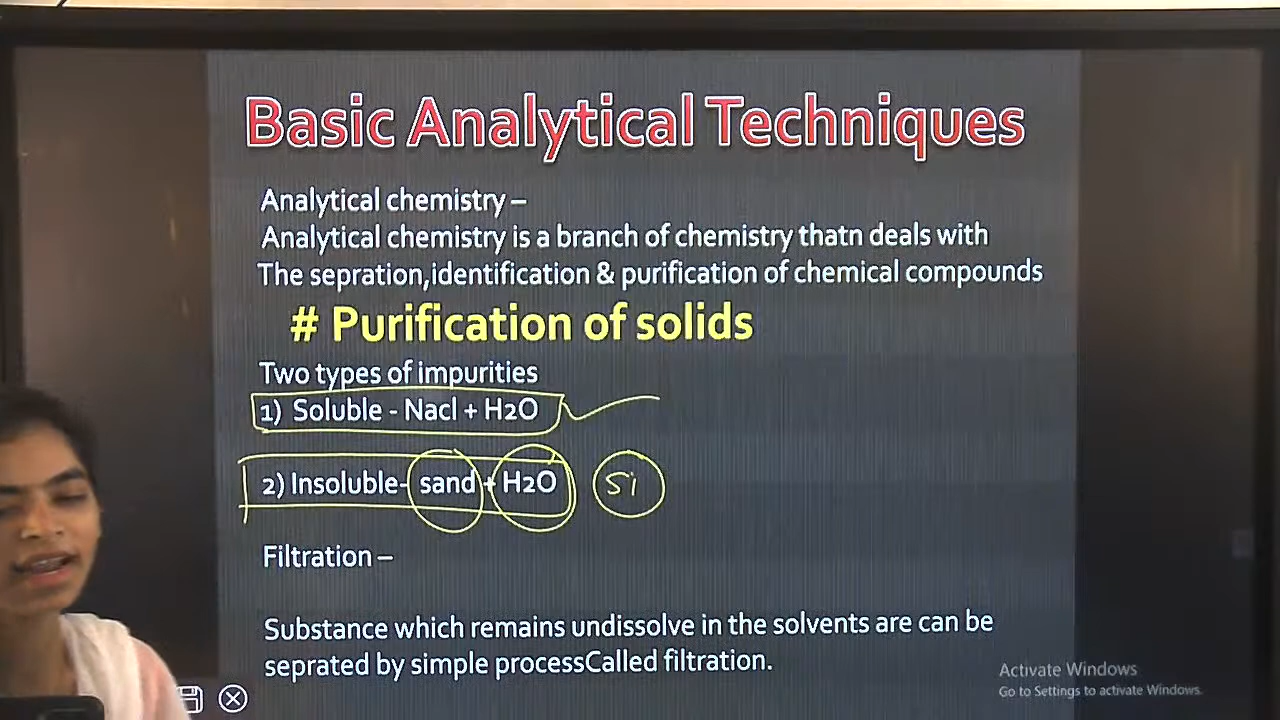 Basic Analytical Techniques
Analytical chemistry –
Analytical chemistry is a branch of chemistry thatn deals with
The sepration,identification & purification of chemical compounds
# Purification of solids
Two types of impurities
1) Soluble - Nacl + H2O
2) Insoluble- sand + H2O Si
Filtration –
Substance which remains undissolve in the solvents are can be
seprated by simple processCalled filtration.
Activate Windows
Go to Settings to activate Windows.